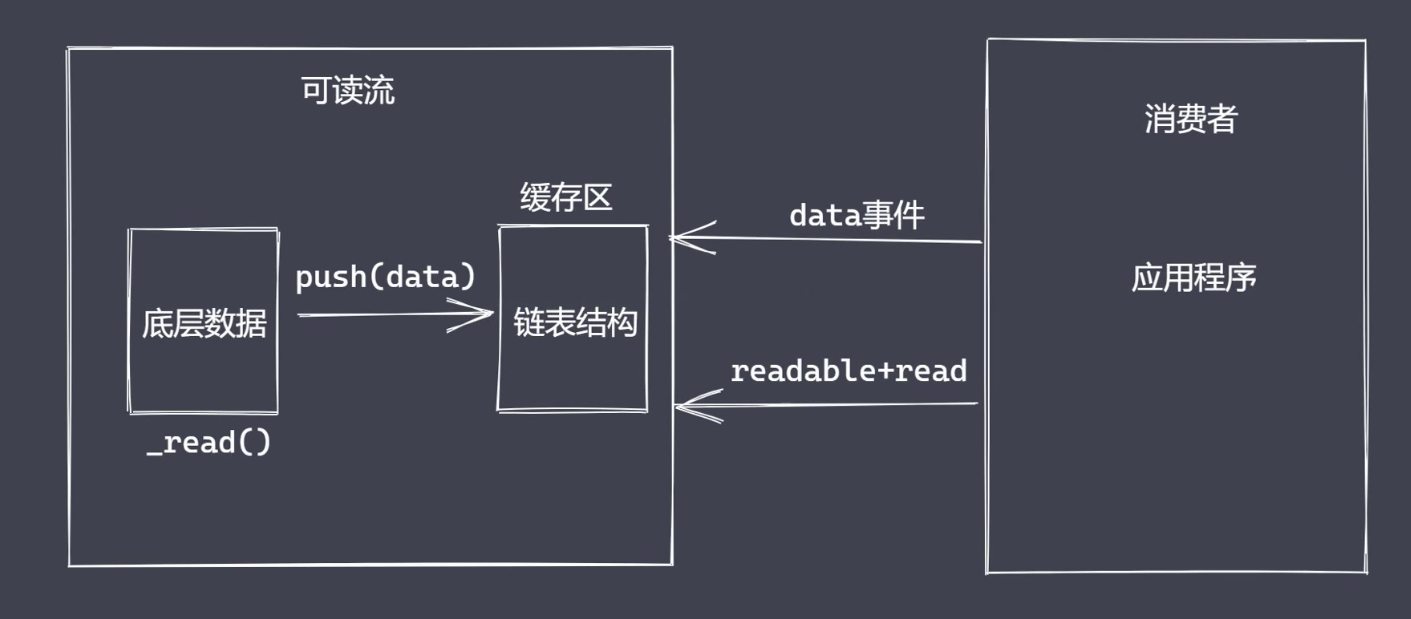 可读流
缓存区
push(data)
底层数据
链表结构
_read()
data事件
readable+read
消费者
应用程序